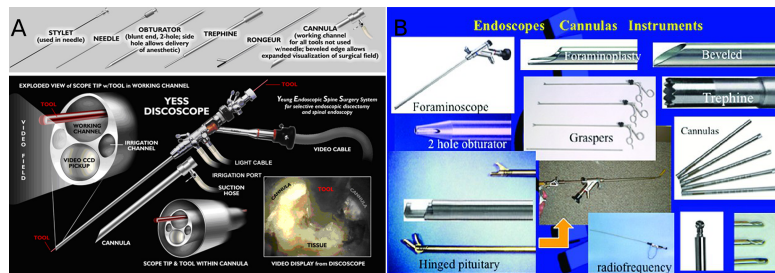 A
STYLET
(used in needle)
NEEDLE
OBTURATOR
(blunt end, 2-hole; side
hole allows delivery
of anesthetic)
TREPHINE
RONGEUR
CANNULA
(working channel
for all tools not used
w/needle; beveled edge allows
expanded visualization of surgical field)
EXPLODED VIEW of SCOPE TIP w/TOOL in WORKING CHANNEL
TOOL
WORKING
CHANNEL
VIDEO CCD
PICKUP
IRRIGATION
CHANNEL
VIDEO FIELD
TOOL
YESS
DISCOSCOPE
TOOL
Young Endoscopic Spine Surgery System
for selective endoscopic discectomy
and spinal endoscopy
VIDEO CABLE
LIGHT CABLE
IRRIGATION PORT
SUCTION
HOSE
CANNULA
SCOPE TIP & TOOL WITHIN CANNULA
CANNULA
TOOL
CANNULA
TISSUE
VIDEO DISPLAY from DISCOSCOPE
B
Endoscopes Cannulas Instruments
Foraminoscope
Foraminoplasty
Beveled
Trephine
Graspers
2 hole obturator
Cannulas
Hinged pituitary
radiofrequency